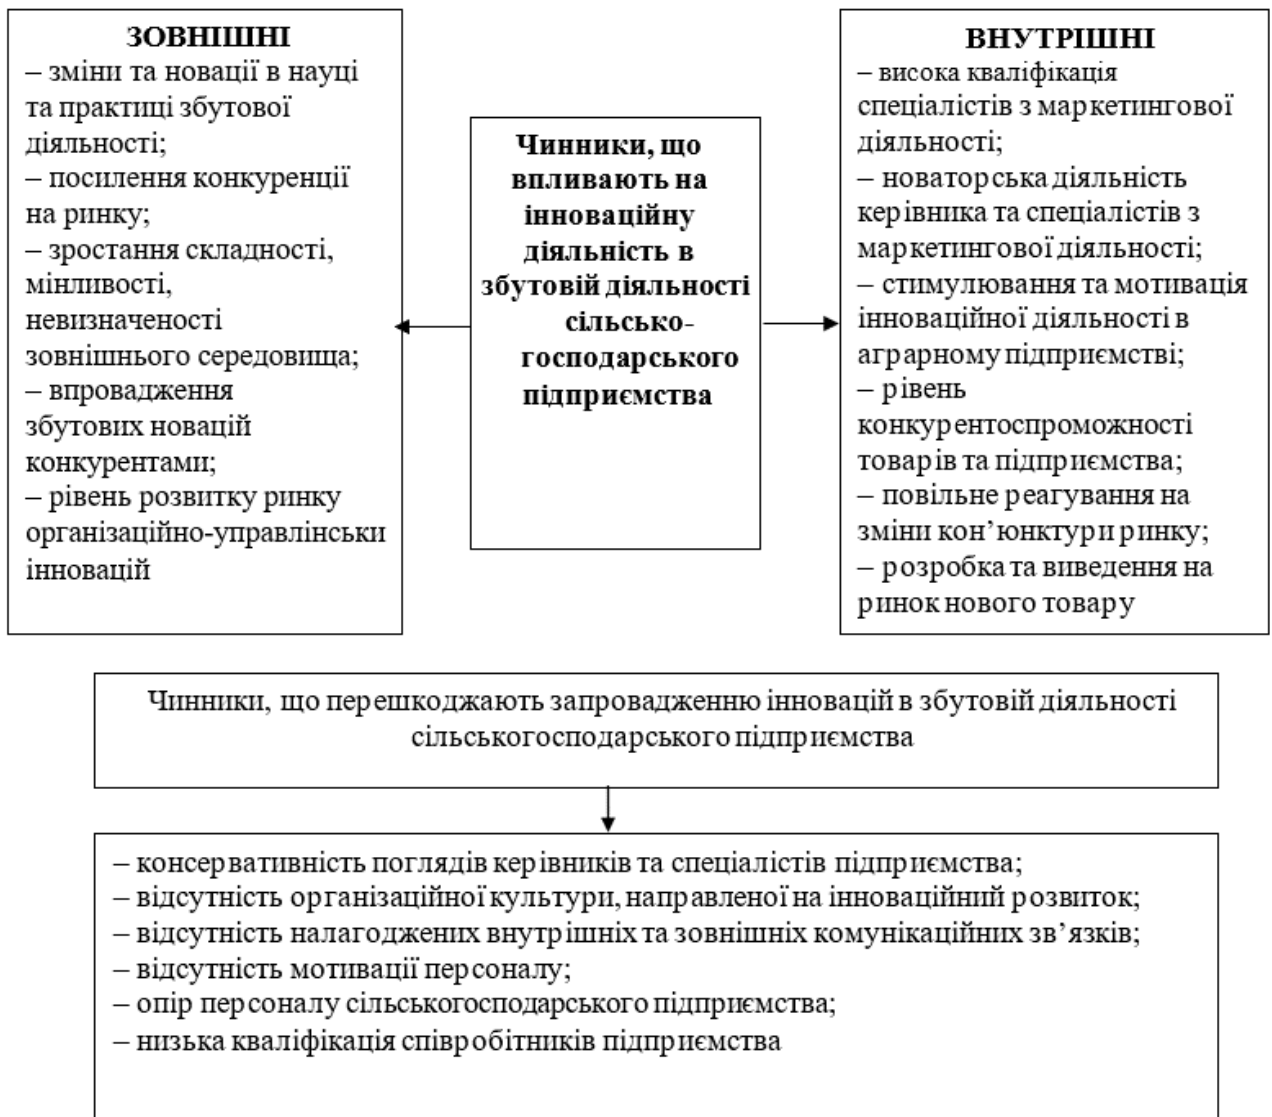 ЗОВНІШНІ
– зміни та новації в науці
та практиці збутової
діяльності;
– посилення конкуренції
на ринку;
– зростання складності,
мінливості,
невизначеності
зовнішнього середовища;
– впровадження
збутових новацій
конкурентами;
– рівень розвитку ринку
організаційно-управлінськи
інновацій
Чинники, що
впливають на
інноваційну
діяльність в
збутовій діяльності
сільсько-
господарського
підприємства
ВНУТРІШНІ
– висока кваліфікація
спеціалістів з маркетингової
діяльності;
– новаторська діяльність
керівника та спеціалістів з
маркетингової діяльності;
– стимулювання та мотивація
інноваційної діяльності в
аграрному підприємстві;
– рівень
конкурентоспроможності
товарів та підприємства;
– повільне реагування на
зміни кон’юнктури ринку;
– розробка та виведення на
ринок нового товару
Чинники, що перешкоджають запровадженню інновацій в збутовій діяльності
сільськогосподарського підприємства
– консервативність поглядів керівників та спеціалістів підприємства;
– відсутність організаційної культури, направленої на інноваційний розвиток;
– відсутність налагоджених внутрішніх та зовнішніх комунікаційних зв’язків;
– відсутність мотивації персоналу;
– опір персоналу сільськогосподарського підприємства;
– низька кваліфікація співробітників підприємства